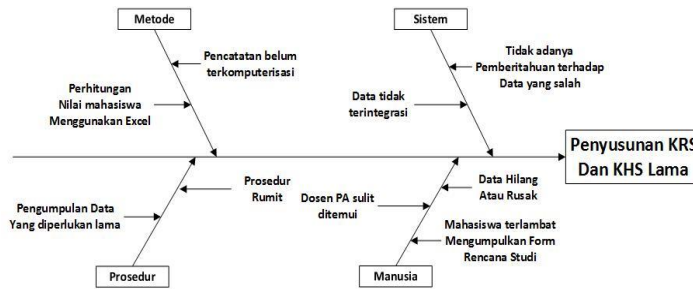 Metode
Sistem
Pencatatan belum
terkomputerisasi
Tidak adanya
Pemberitahuan terhadap
Data yang salah
Perhitungan
Nilai mahasiswa
Menggunakan Excel
Data tidak
terintegrasi
Penyusunan KRS
Dan KHS Lama
Prosedur
Rumit
Data Hilang
Atau Rusak
Pengumpulan Data
Yang diperlukan lama
Dosen PA sulit
ditemui
Mahasiswa terlambat
Mengumpulkan Form
Rencana Studi
Prosedur
Manusia